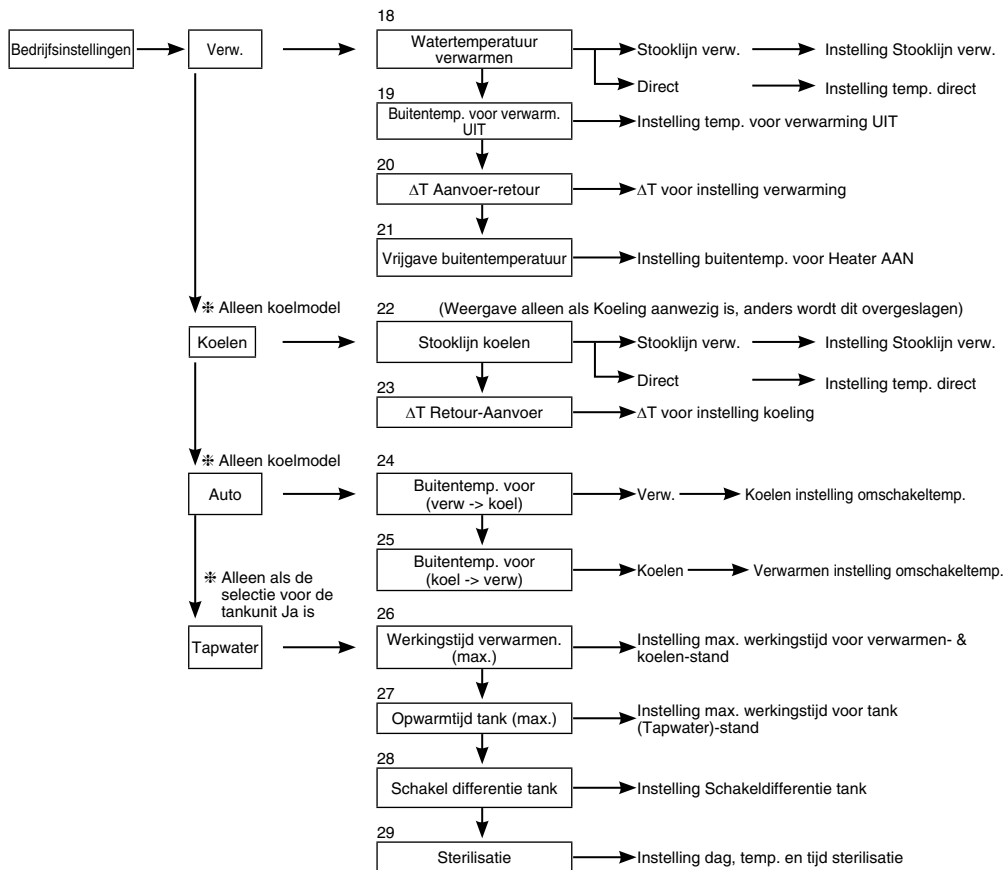 18
Bedrijfsinstellingen
Verw.
Watertemperatuur
verwarmen
Stooklijn verw.
Instelling Stooklijn verw.
Direct
Instelling temp. direct
19
Buitentemp. voor verwarm.
UIT
Instelling temp. voor verwarming UIT
20
ΔT Aanvoer-retour
ΔT voor instelling verwarming
21
Vrijgave buitentemperatuur
Instelling buitentemp. voor Heater AAN
❈ Alleen koelmodel
22
(Weergave alleen als Koeling aanwezig is, anders wordt dit overgeslagen)
Koelen
Stooklijn koelen
Stooklijn verw.
Instelling Stooklijn verw.
Direct
Instelling temp. direct
23
ΔT Retour-Aanvoer
ΔT voor instelling koeling
❈ Alleen koelmodel
24
Auto
Buitentemp. voor
(verw -> koel)
Verw.
Koelen instelling omschakeltemp.
25
Buitentemp. voor
(koel -> verw)
Koelen
Verwarmen instelling omschakeltemp.
❈ Alleen als de
selectie voor de
tankunit Ja is
26
Tapwater
Werkingstijd verwarmen.
(max.)
Instelling max. werkingstijd voor verwarmen- &
koelen-stand
27
Opwarmtijd tank (max.)
Instelling max. werkingstijd voor tank
(Tapwater)-stand
28
Schakel differentie tank
Instelling Schakeldifferentie tank
29
Sterilisatie
Instelling dag, temp. en tijd sterilisatie